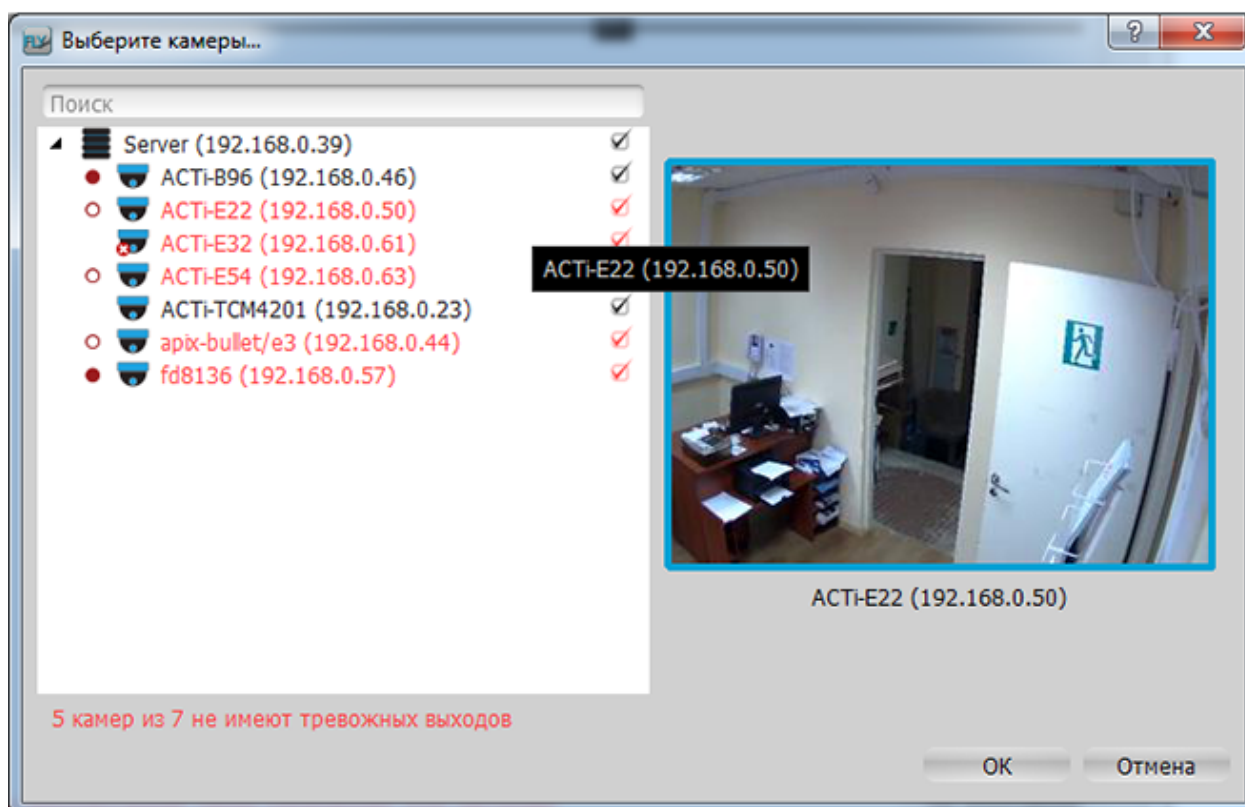 Выберите камеры...
Поиск
Server (192.168.0.39)
ACTi-B96 (192.168.0.46)
ACTi-E22 (192.168.0.50)
ACTi-E32 (192.168.0.61)
ACTi-E54 (192.168.0.63)
ACTi-E22 (192.168.0.50)
ACTi-TCM4201 (192.168.0.23)
apix-bullet/e3 (192.168.0.44)
fd8136 (192.168.0.57)
ACTi-E22 (192.168.0.50)
5 камер из 7 не имеют тревожных выходов
ОК Отмена